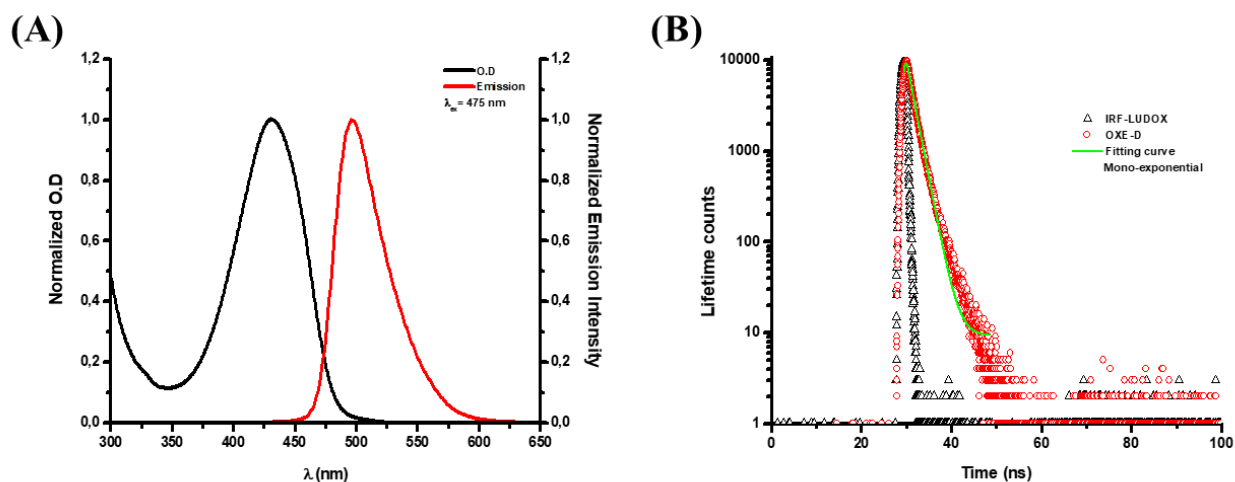 (A)
1,2
1,0
0,8
0,6
0,4
0,2
0,0
Normalized O.D
300 350 400 450 500 550 600 650
λ (nm)
1,2
1,0
0,8
0,6
0,4
0,2
0,0
Normalized Emission Intensity
O.D
Emission
λex= 475 nm
(B)
10000
1000
100
10
1
Lifetime counts
0 20 40 60 80 100
Time (ns)
IRF-LUDOX
OXE-D
Fitting curve
Mono-exponential